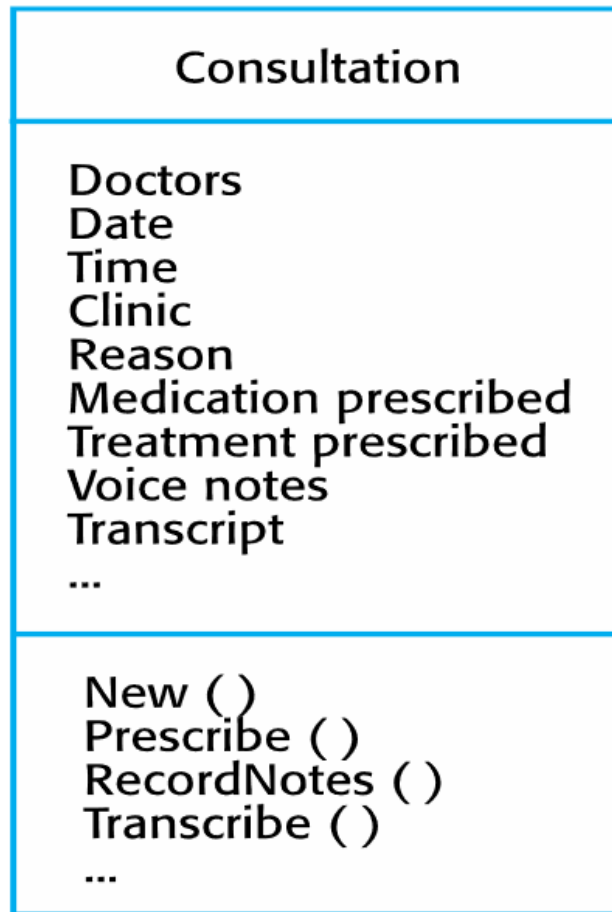 Consultation
Doctors
Date
Time
Clinic
Reason
Medication prescribed
Treatment prescribed
Voice notes
Transcript
...
New ( )
Prescribe ( )
RecordNotes ( )
Transcribe ( )
...